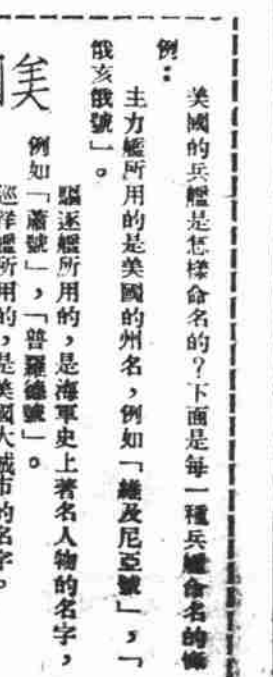 美國的兵艦是怎樣命名的？下面是每一種兵艦命名的條
例：
主力艦所用的是美國的州名，例如「維及尼亞號」，「
俄亥俄號」。
驅逐艦所用的，是海軍史上著名人物的名字，
例如「蕭號」，「普羅德號」。
巡洋艦所用的，是美國大城市的名字，
美